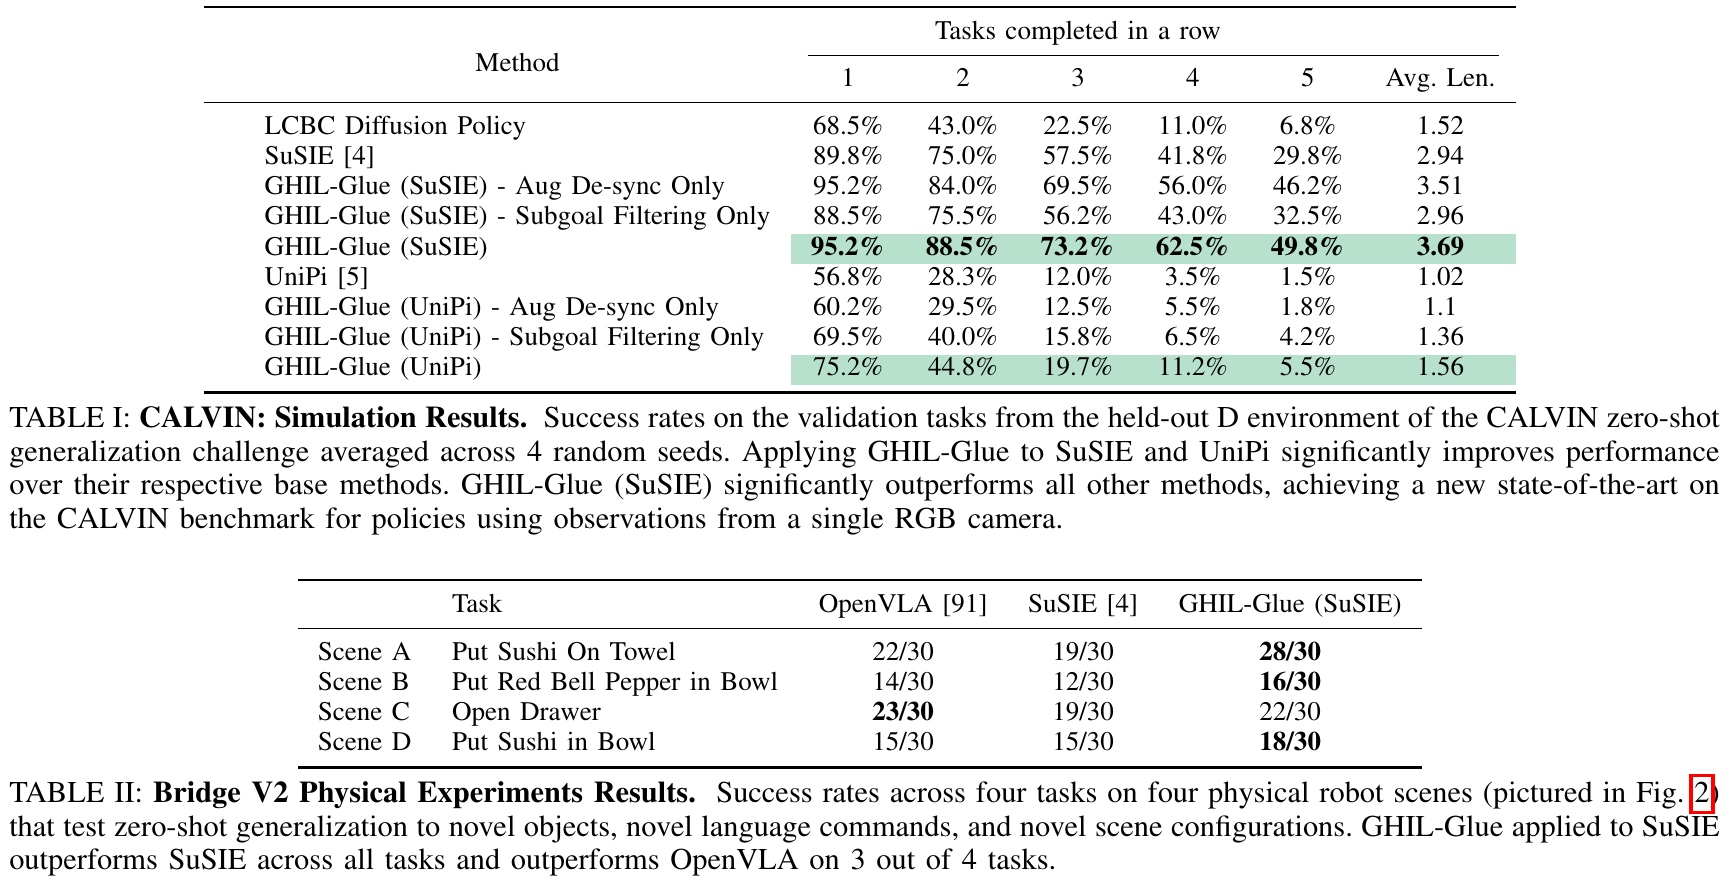 Tasks completed in a row
Method
1 2 3 4 5 Avg. Len.
LCBC Diffusion Policy 68.5% 43.0% 22.5% 11.0% 6.8% 1.52
SuSIE [4] 89.8% 75.0% 57.5% 41.8% 29.8% 2.94
GHIL-Glue (SuSIE) - Aug De-sync Only 95.2% 84.0% 69.5% 56.0% 46.2% 3.51
GHIL-Glue (SuSIE) - Subgoal Filtering Only 88.5% 75.5% 56.2% 43.0% 32.5% 2.96
GHIL-Glue (SuSIE) 95.2% 88.5% 73.2% 62.5% 49.8% 3.69
UniPi [5] 56.8% 28.3% 12.0% 3.5% 1.5% 1.02
GHIL-Glue (UniPi) - Aug De-sync Only 60.2% 29.5% 12.5% 5.5% 1.8% 1.1
GHIL-Glue (UniPi) - Subgoal Filtering Only 69.5% 40.0% 15.8% 6.5% 4.2% 1.36
GHIL-Glue (UniPi) 75.2% 44.8% 19.7% 11.2% 5.5% 1.56
TABLE I: CALVIN: Simulation Results. Success rates on the validation tasks from the held-out D environment of the CALVIN zero-shot
generalization challenge averaged across 4 random seeds. Applying GHIL-Glue to SuSIE and UniPi significantly improves performance
over their respective base methods. GHIL-Glue (SuSIE) significantly outperforms all other methods, achieving a new state-of-the-art on
the CALVIN benchmark for policies using observations from a single RGB camera.
Task OpenVLA [91] SuSIE [4] GHIL-Glue (SuSIE)
Scene A Put Sushi On Towel 22/30 19/30 28/30
Scene B Put Red Bell Pepper in Bowl 14/30 12/30 16/30
Scene C Open Drawer 23/30 19/30 22/30
Scene D Put Sushi in Bowl 15/30 15/30 18/30
TABLE II: Bridge V2 Physical Experiments Results. Success rates across four tasks on four physical robot scenes (pictured in Fig. 2)
that test zero-shot generalization to novel objects, novel language commands, and novel scene configurations. GHIL-Glue applied to SuSIE
outperforms SuSIE across all tasks and outperforms OpenVLA on 3 out of 4 tasks.